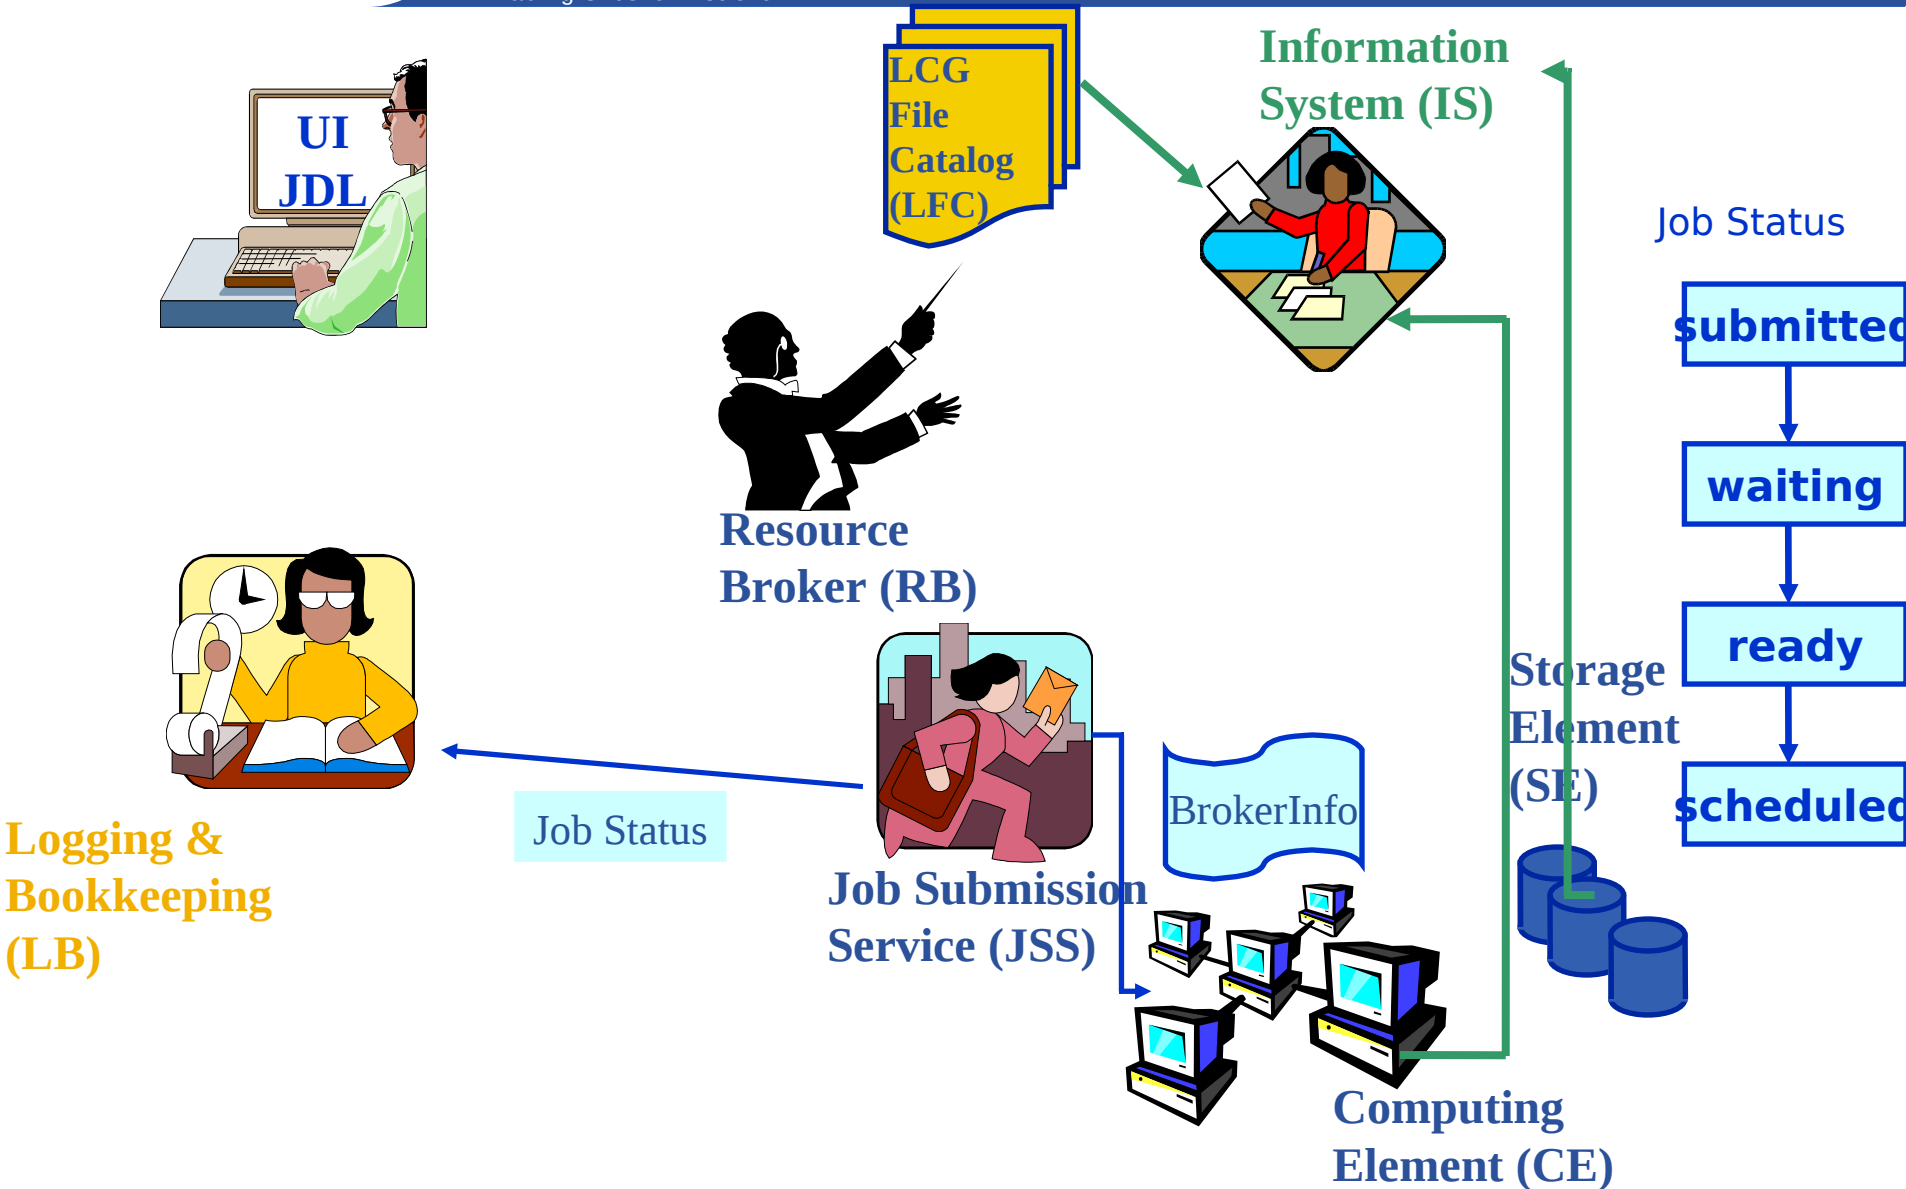 LCG
File
Catalog
(LFC)
Information
System (IS)
UI
JDL
Job Status
submitted
waiting
ready
scheduled
Resource
Broker (RB)
Storage
Element
(SE)
BrokerInfo
Job Status
Logging &
Bookkeeping
(LB)
Job Submission
Service (JSS)
Computing
Element (CE)